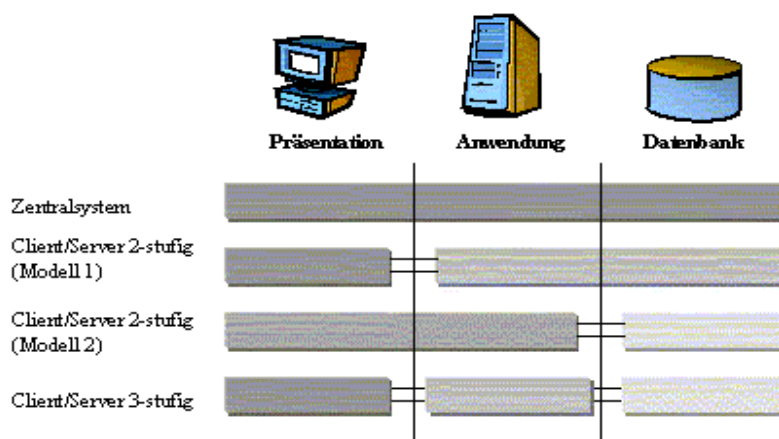 Präsentation
Anwendung
Datenbank
Zentralsystem
Client/Server 2-stufig
(Modell 1)
Client/Server 2-stufig
(Modell 2)
Client/Server 3-stufig